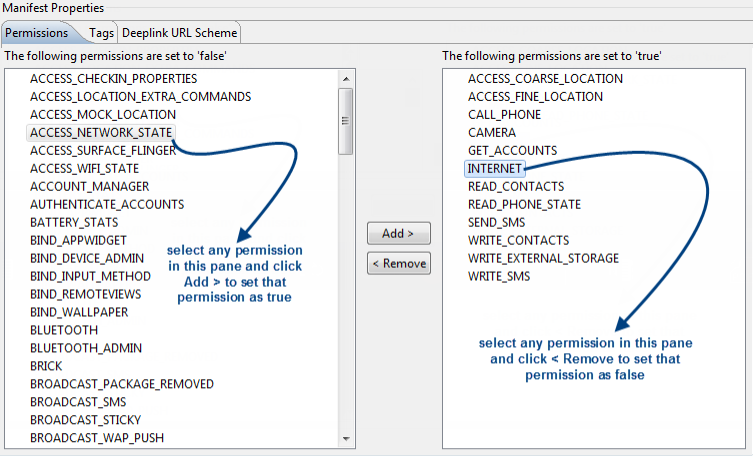 Manifest Properties
Permissions
Tags
Deeplink URL Scheme
The following permissions are set to 'false'
ACCESS_CHECKIN_PROPERTIES
ACCESS_LOCATION_EXTRA_COMMANDS
ACCESS_MOCK_LOCATION
ACCESS_NETWORK_STATE
ACCESS_SURFACE_FLINGER
ACCESS_WIFI_STATE
ACCOUNT_MANAGER
AUTHENTICATE_ACCOUNTS
BATTERY_STATS
BIND_APPWIDGET
BIND_DEVICE_ADMIN
BIND_INPUT_METHOD
BIND_REMOTEVIEWS
BIND_WALLPAPER
BLUETOOTH
BLUETOOTH_ADMIN
BRICK
BROADCAST_PACKAGE_REMOVED
BROADCAST_SMS
BROADCAST_STICKY
BROADCAST_WAP_PUSH
select any permission
in this pane and click
Add > to set that
permission as true
Add >
< Remove
The following permissions are set to 'true'
ACCESS_COARSE_LOCATION
ACCESS_FINE_LOCATION
CALL_PHONE
CAMERA
GET_ACCOUNTS
INTERNET
READ_CONTACTS
READ_PHONE_STATE
SEND_SMS
WRITE_CONTACTS
WRITE_EXTERNAL_STORAGE
WRITE_SMS
select any permission in this pane
and click < Remove to set that
permission as false